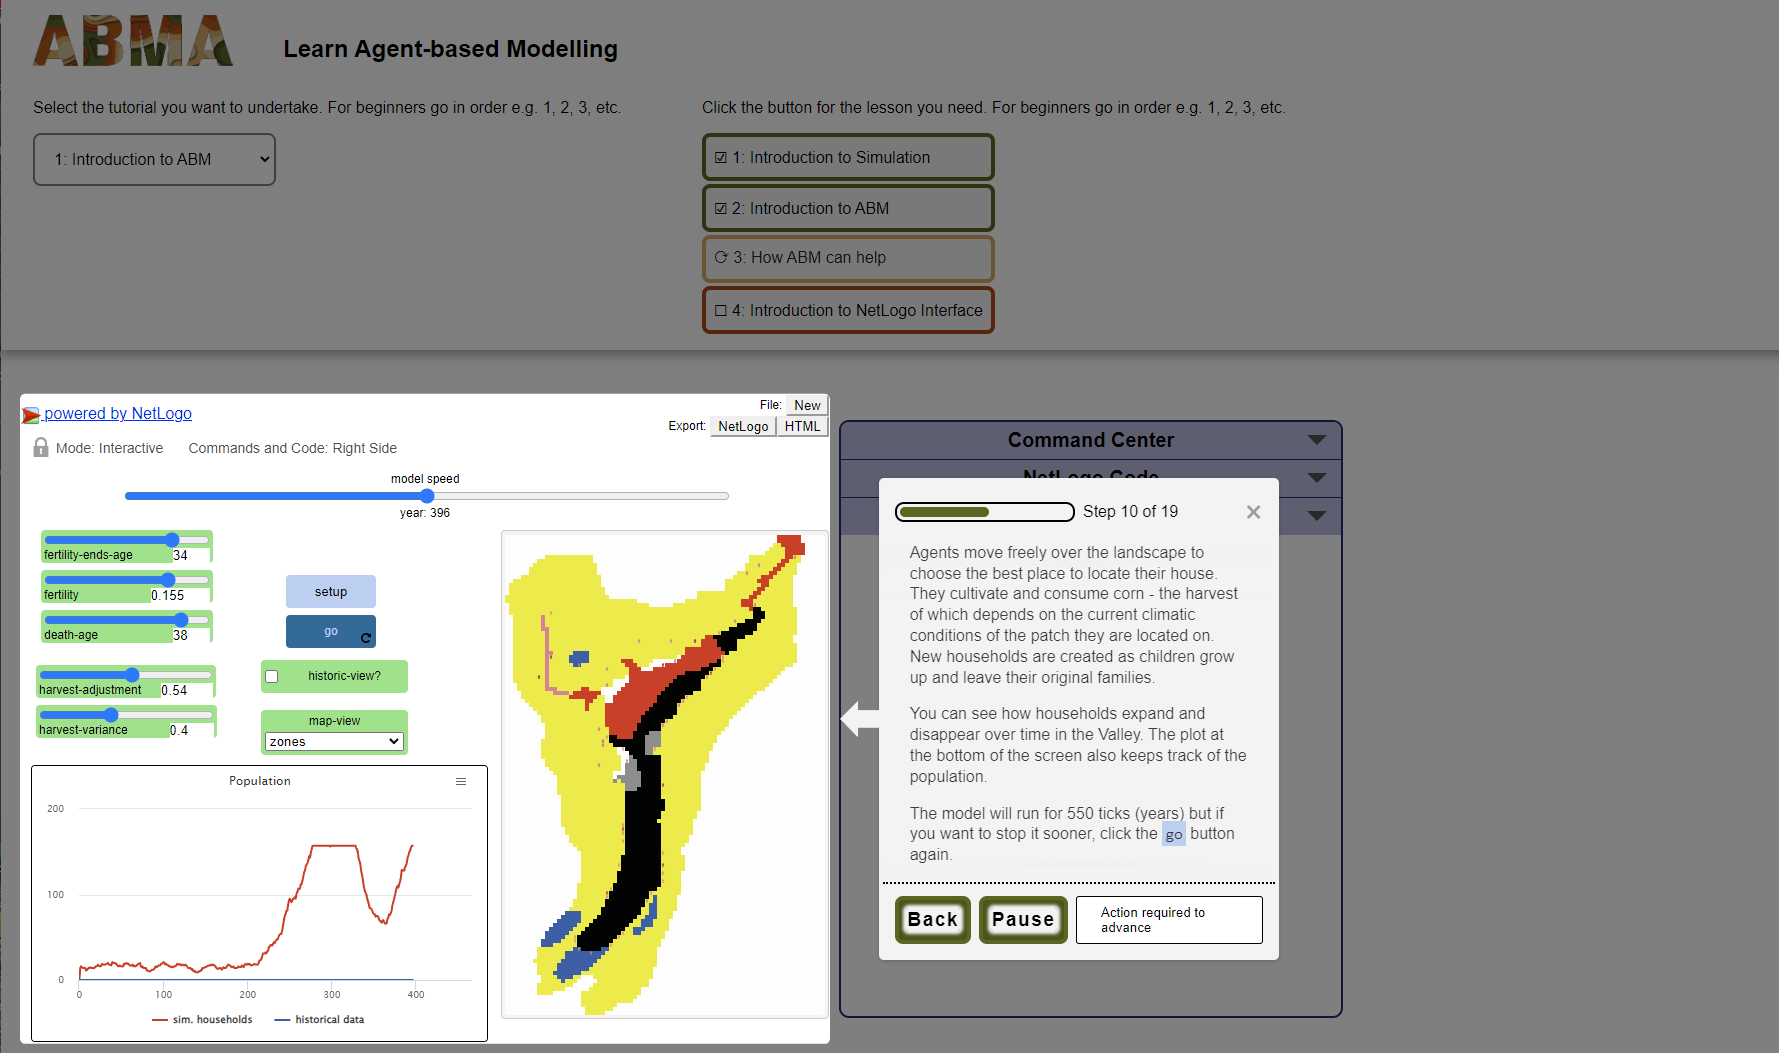 ABMA
Learn Agent-based Modelling
Select the tutorial you want to undertake. For beginners go in order e.g. 1, 2, 3, etc.
1: Introduction to ABM
Click the button for the lesson you need. For beginners go in order e.g. 1, 2, 3, etc.
☑ 1: Introduction to Simulation
☑ 2: Introduction to ABM
⟳ 3: How ABM can help
☐ 4: Introduction to NetLogo Interface
powered by NetLogo
File: New
Export: NetLogo HTML
Mode: Interactive Commands and Code: Right Side
model speed
year: 396
fertility-ends-age 34
fertility 0.155
death-age 38
harvest-adjustment 0.54
harvest-variance 0.4
setup
go
historic-view?
map-view
zones
Population
200
100
0
0 100 200 300 400
sim. households historical data
Command Center
NetLogo Code
Step 10 of 19
×
Agents move freely over the landscape to
choose the best place to locate their house.
They cultivate and consume corn - the harvest
of which depends on the current climatic
conditions of the patch they are located on.
New households are created as children grow
up and leave their original families.
You can see how households expand and
disappear over time in the Valley. The plot at
the bottom of the screen also keeps track of the
population.
The model will run for 550 ticks (years) but if
you want to stop it sooner, click the go button
again.
Back
Pause
Action required to
advance